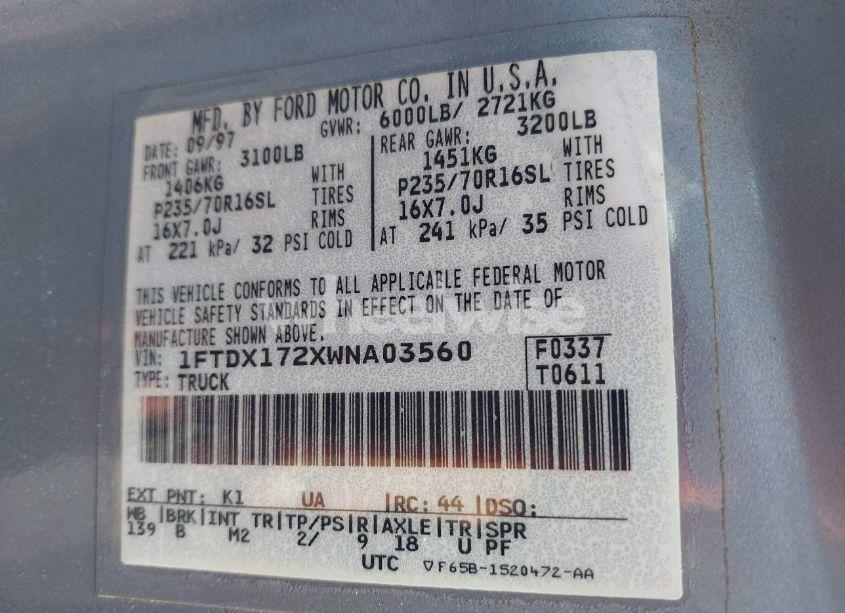 MFD. BY FORD MOTOR CO. IN U.S.A.
DATE: 09/97 GVWR: 6000LB/ 2721KG
FRONT GAWR: 3100LB
1406KG WITH
P235/70R16SL TIRES
16X7.0J RIMS
AT 221 kPa/ 32 PSI COLD
REAR GAWR: 3200LB
1451KG WITH
P235/70R16SL TIRES
16X7.0J RIMS
AT 241 kPa/ 35 PSI COLD
THIS VEHICLE CONFORMS TO ALL APPLICABLE FEDERAL MOTOR
VEHICLE SAFETY STANDARDS IN EFFECT ON THE DATE OF
MANUFACTURE SHOWN ABOVE.
VIN: 1FTDX172XWNA03560
TYPE: TRUCK
F0337
T0611
EXT PNT: K1 UA |RC: 44 |DSO:
WB |BRK|INT TR|TP/PS|R|AXLE|TR|SPR
139 B M2 2/ 9 18 U PF
UTC ▽F65B-1520472-AA